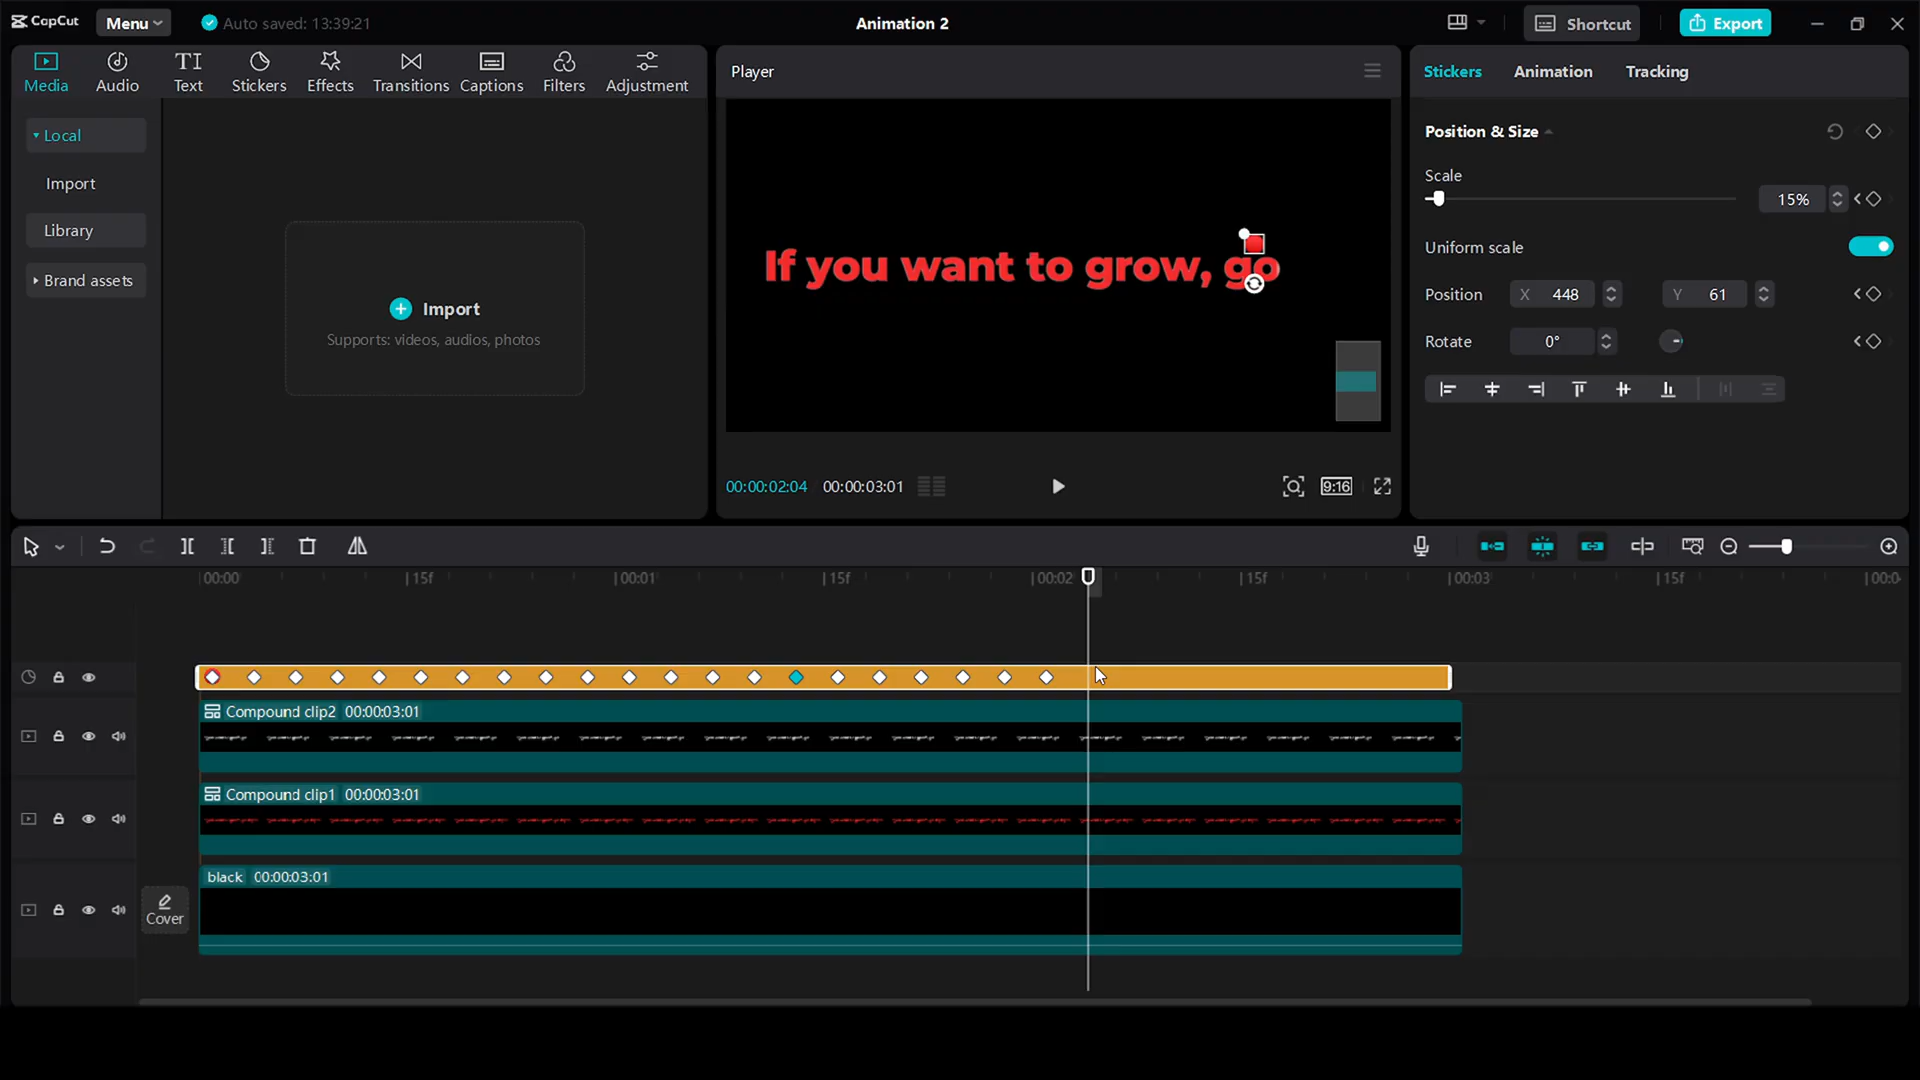 CapCut
Menu
Auto saved: 13:39:21
Animation 2
Shortcut
Export
Media
Audio
TI
Text
Stickers
Effects
Transitions
Captions
Filters
Adjustment
Local
Import
Library
Brand assets
Import
Supports: videos, audios, photos
Player
If you want to grow, go
00:00:02:04 00:00:03:01
9:16
Stickers
Animation
Tracking
Position & Size
Scale
15%
Uniform scale
Position X 448 Y 61
Rotate 0°
00:00
15f
00:01
15f
00:02
15f
00:03
15f
Compound clip2 00:00:03:01
Compound clip1 00:00:03:01
black 00:00:03:01
Cover